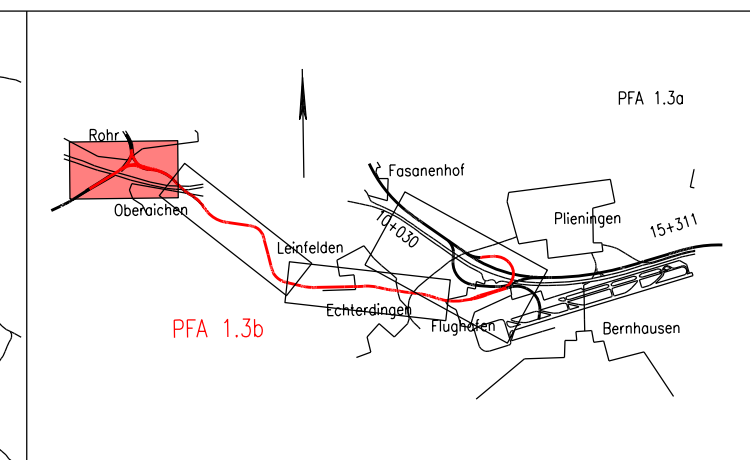 PFA 1.3a
Rohr
Fasanenhof
Oberaichen
Plieningen
10+030
15+311
Leinfelden
Echterdingen
PFA 1.3b
Flughafen
Bernhausen